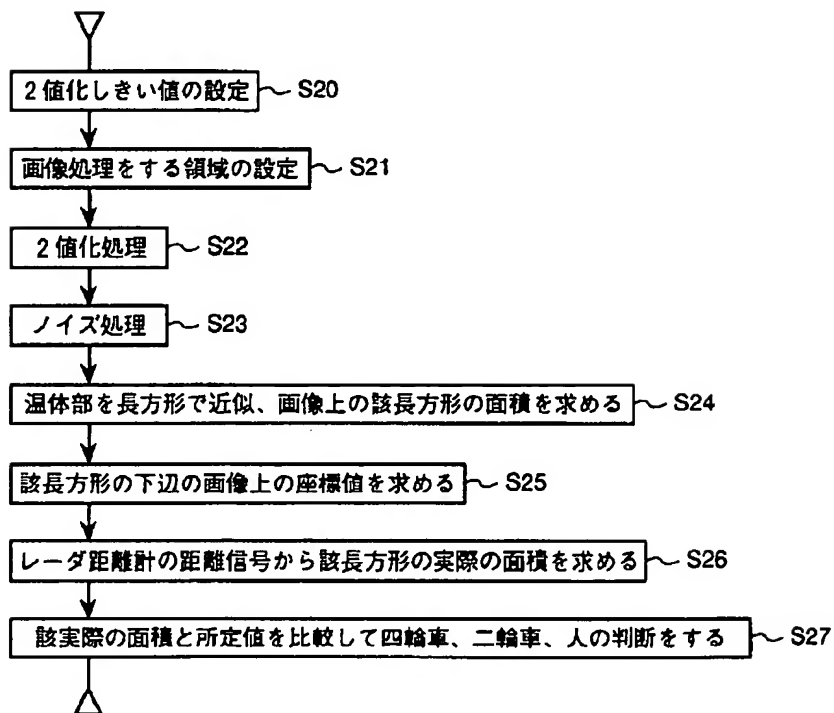 2値化しきい値の設定 S20
画像処理をする領域の設定 S21
2値化処理 S22
ノイズ処理 S23
温体部を長方形で近似、画像上の該長方形の面積を求める S24
該長方形の下辺の画像上の座標値を求める S25
レーダ距離計の距離信号から該長方形の実際の面積を求める S26
該実際の面積と所定値を比較して四輪車、二輪車、人の判断をする S27